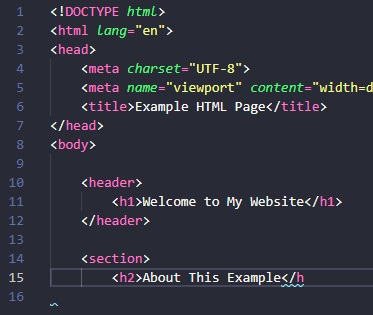 1 <!DOCTYPE html>
2 <html lang="en">
3 <head>
4 <meta charset="UTF-8">
5 <meta name="viewport" content="width=d
6 <title>Example HTML Page</title>
7 </head>
8 <body>
9
10 <header>
11 <h1>Welcome to My Website</h1>
12 </header>
13
14 <section>
15 <h2>About This Example</h
16